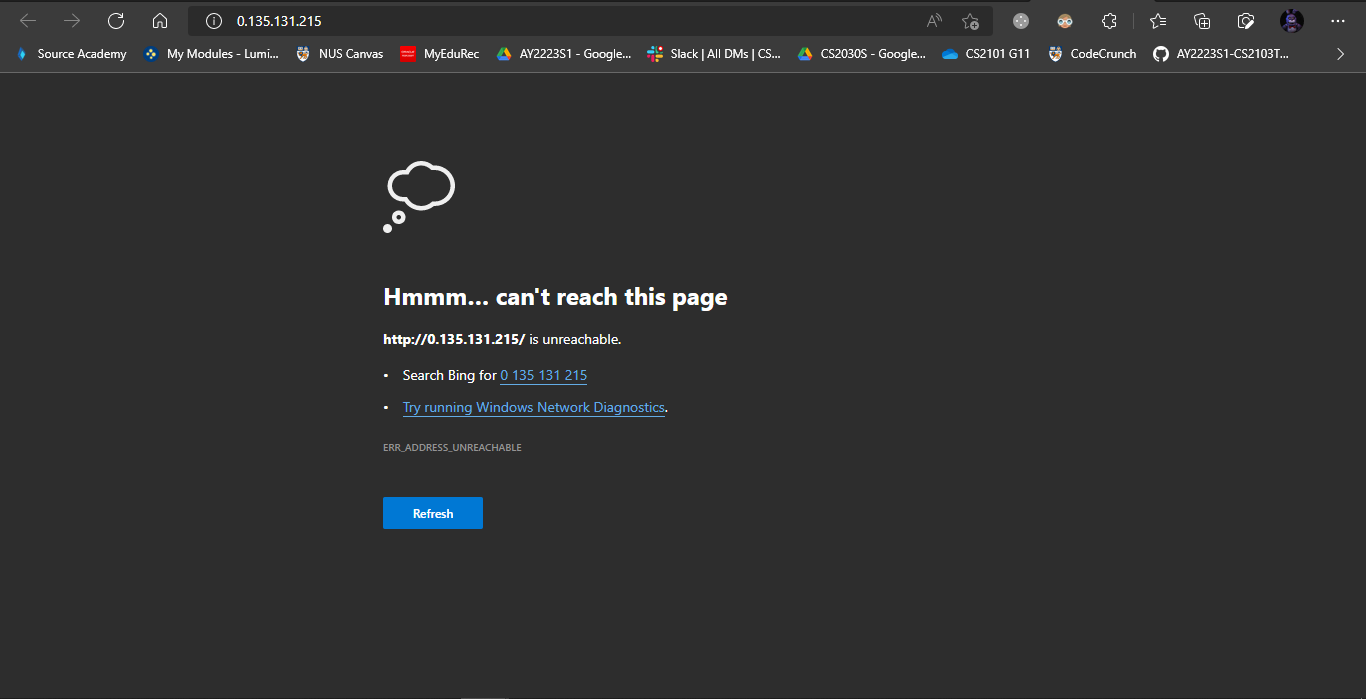 0.135.131.215
Source Academy My Modules - Lumi... NUS Canvas MyEduRec AY2223S1 - Google... Slack | All DMs | CS... CS2030S - Google... CS2101 G11 CodeCrunch AY2223S1-CS2103T...
Hmmm... can't reach this page
http://0.135.131.215/ is unreachable.
• Search Bing for 0 135 131 215
• Try running Windows Network Diagnostics.
ERR_ADDRESS_UNREACHABLE
Refresh